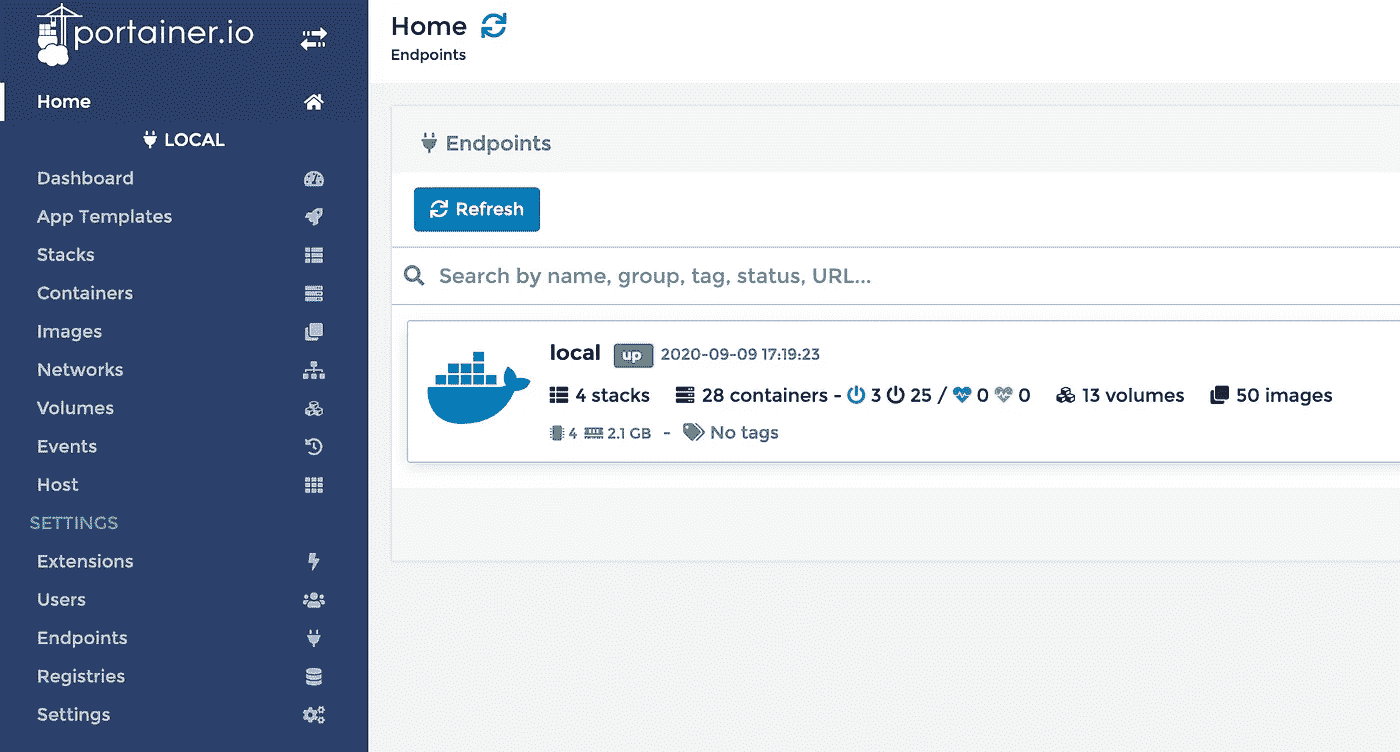 portainer.io
Home
LOCAL
Dashboard
App Templates
Stacks
Containers
Images
Networks
Volumes
Events
Host
SETTINGS
Extensions
Users
Endpoints
Registries
Settings
Home
Endpoints
Endpoints
Refresh
Search by name, group, tag, status, URL...
local up 2020-09-09 17:19:23
4 stacks 28 containers - 3 25 / 0 0 13 volumes 50 images
4 2.1 GB - No tags